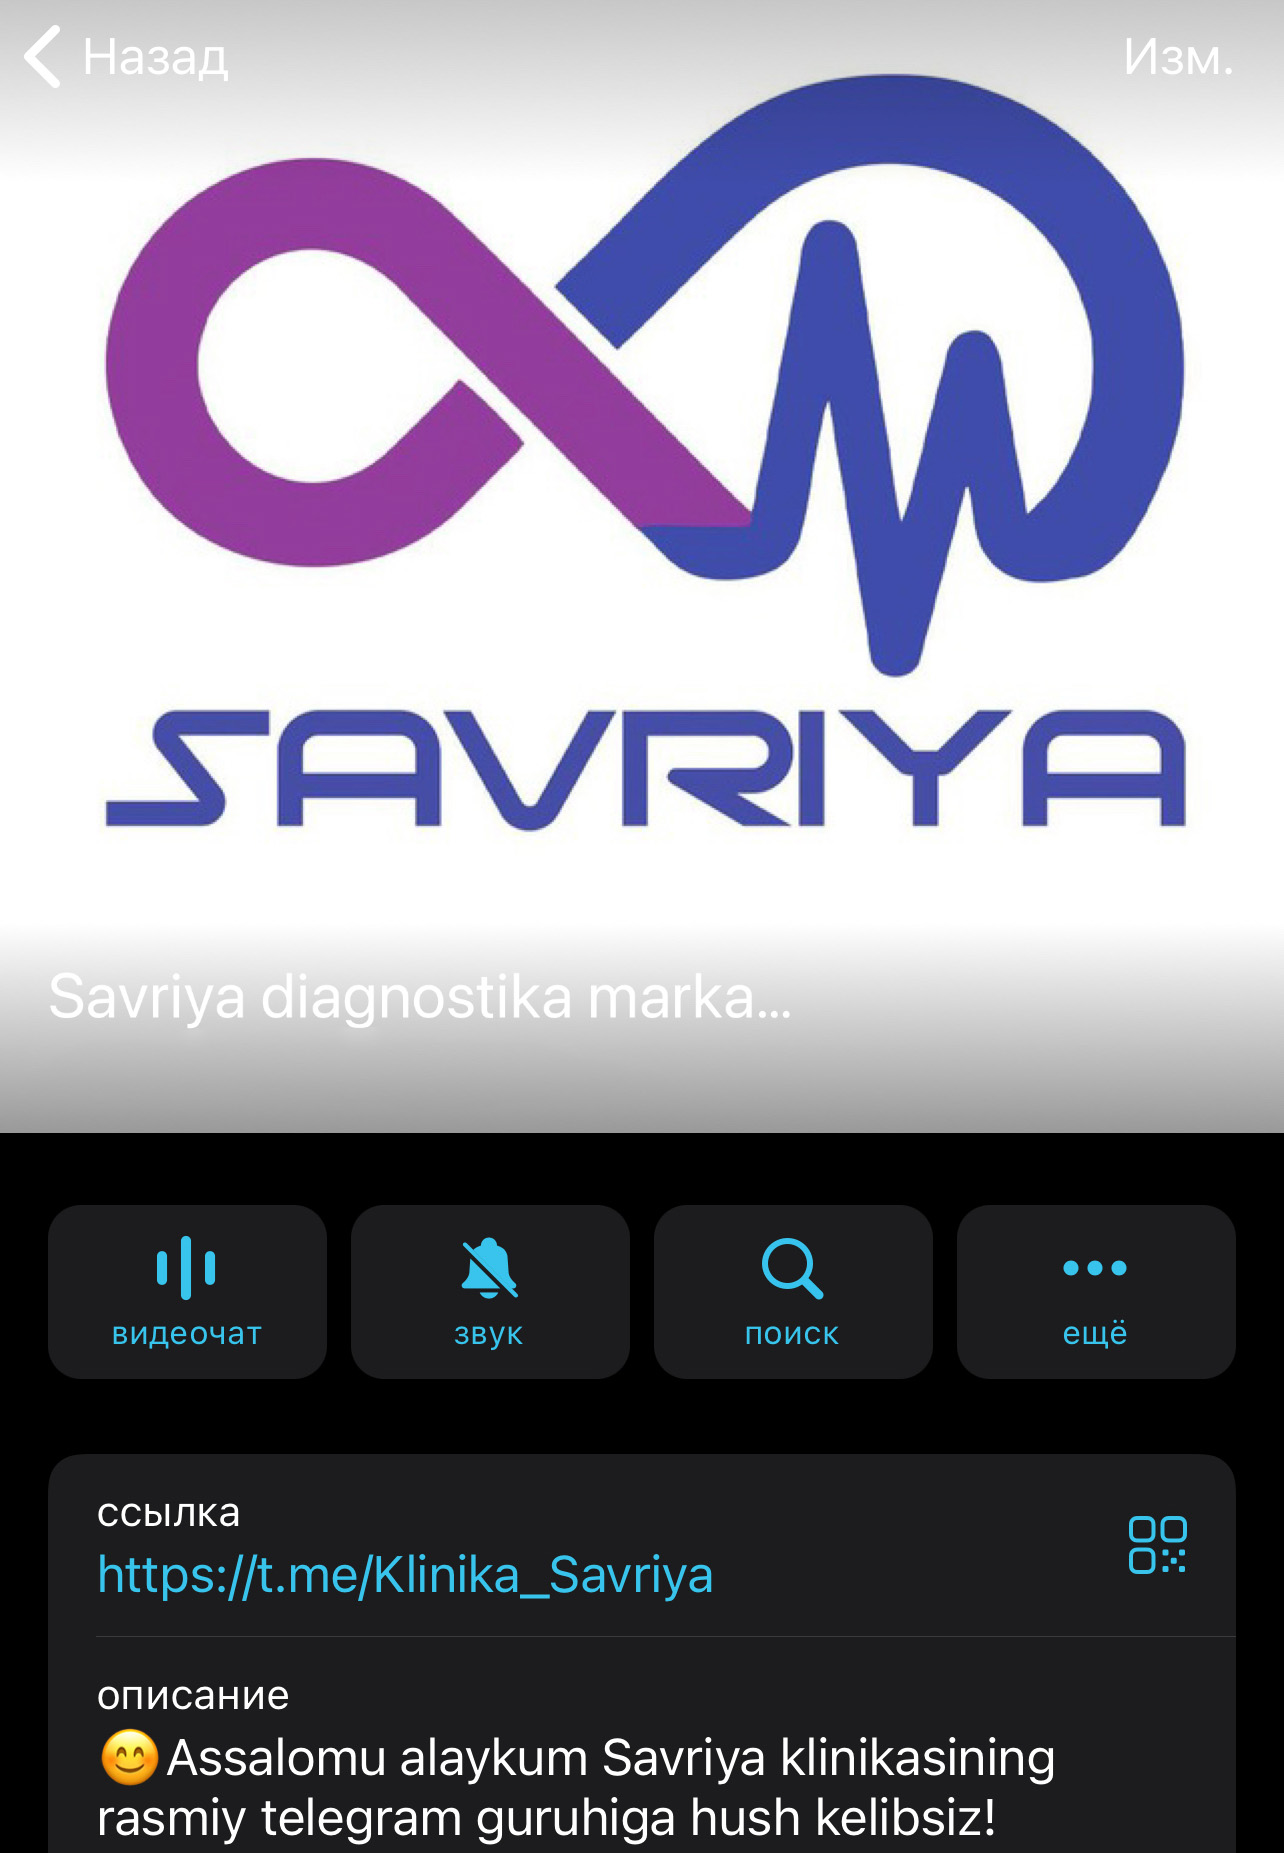 Назад
Изм.
SAVRIYA
Savriya diagnostika marka...
видеочат
звук
поиск
ещё
ссылка
https://t.me/Klinika_Savriya
описание
😊Assalomu alaykum Savriya klinikasining
rasmiy telegram guruhiga hush kelibsiz!